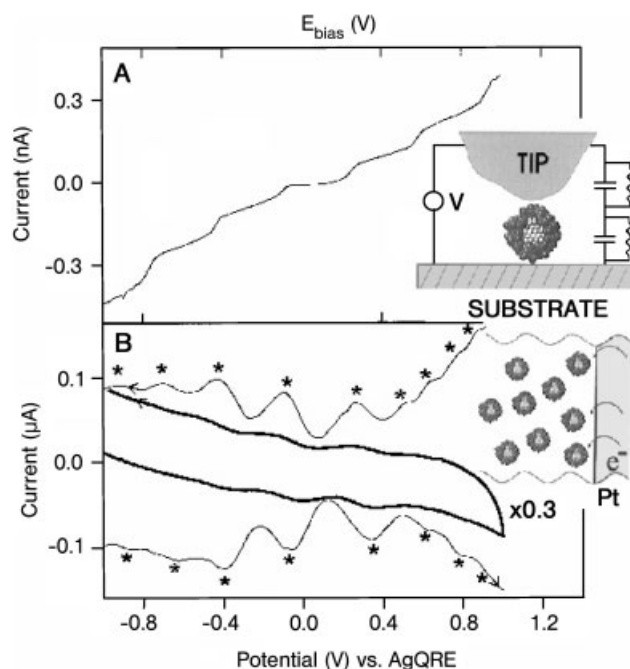 E_bias (V)
A
0.3
0.0
-0.3
Current (nA)
TIP
V
SUBSTRATE
B
* * * * * * * * *
0.1
0.0
-0.1
Current (µA)
x0.3
e⁻
Pt
* * * * * * * *
-0.8 -0.4 0.0 0.4 0.8 1.2
Potential (V) vs. AgQRE